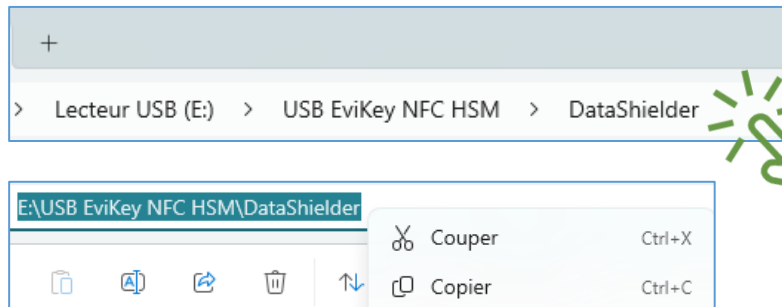 > Lecteur USB (E:) > USB EviKey NFC HSM > DataShielder
E:\USB EviKey NFC HSM\DataShielder
Couper Ctrl+X
Copier Ctrl+C